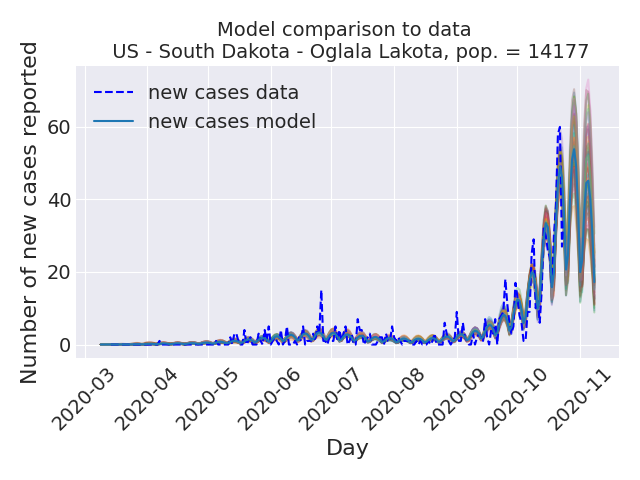 Model comparison to data
US - South Dakota - Oglala Lakota, pop. = 14177
Number of new cases reported
new cases data
new cases model
60
40
20
0
2020-03
2020-04
2020-05
2020-06
2020-07
2020-08
2020-09
2020-10
2020-11
Day